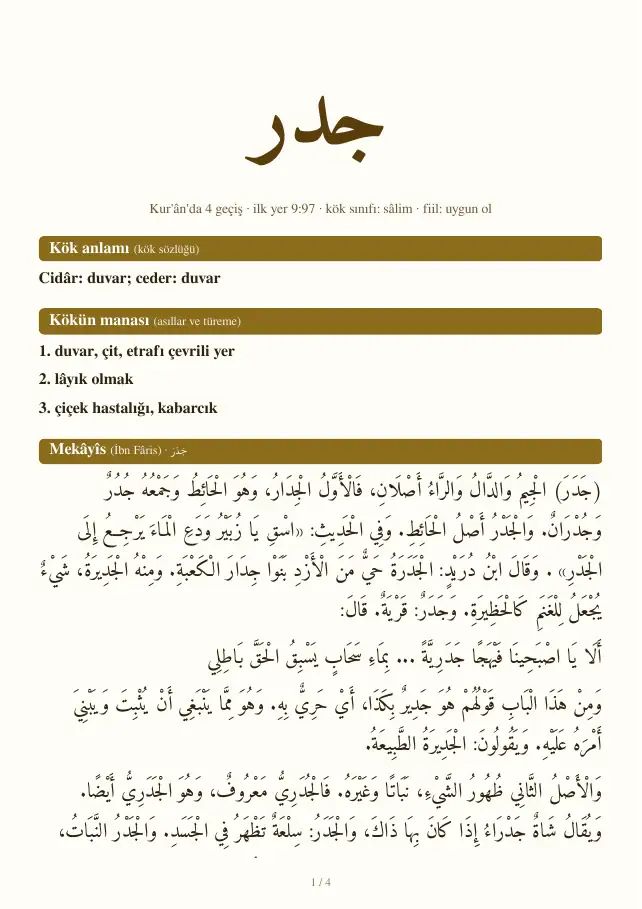 جدر
Kur'ân'da 4 geçiş · ilk yer 9:97 · kök sınıfı: sâlim · fiil: uygun ol
Kök anlamı (kök sözlüğü)
Cidâr: duvar; ceder: duvar
Kökün manası (asıllar ve türeme)
1. duvar, çit, etrafı çevrili yer
2. lâyık olmak
3. çiçek hastalığı, kabarcık
Mekâyîs (İbn Fâris) · جَدَرَ
(جَدَرَ) الْجِيمُ وَالدَّالُ وَالرَّاءُ أَصْلَانِ، فَالْأَوَّلُ الْجِدَارُ، وَهُوَ الْحَائِطُ وَجَمْعُهُ جُدُرٌ
وَجُدْرَانٌ. وَالْجَدْرُ أَصْلُ الْحَائِطِ. وَفِي الْحَدِيثِ: «اسْقِ يَا زُبَيْرُ وَدَعِ الْمَاءَ يَرْجِعُ إِلَى
الْجَدْرِ» . وَقَالَ ابْنُ دُرَيْدٍ: الْجَدَرَةُ حَيٌّ مَنَ الْأَزْدِ بَنَوْا جِدَارَ الْكَعْبَةِ. وَمِنْهُ الْجَدِيرَةُ، شَيْءٌ
يُجْعَلُ لِلْغَنَمِ كَالْحَظِيرَةِ. وَجَدَرُ: قَرْيَةٌ. قَالَ:
أَلَا يَا اصْبَحِينَا فَيْهَجًا جَدَرِيَّةً ... بِمَاءِ سَحَابٍ يَسْبِقُ الْحَقَّ بَاطِلِي
وَمِنْ هَذَا الْبَابِ قَوْلُهُمْ هُوَ جَدِيرٌ بِكَذَا، أَيْ حَرِيٌّ بِهِ. وَهُوَ مِمَّا يَنْبَغِي أَنْ يُثْبِتَ وَيَبْنِيَ
أَمْرَهُ عَلَيْهِ. وَيَقُولُونَ: الْجَدِيرَةُ الطَّبِيعَةُ.
وَالْأَصْلُ الثَّانِي ظُهُورُ الشَّيْءِ، نَبَاتًا وَغَيْرَهُ. فَالْجُدَرِيُّ مَعْرُوفٌ، وَهُوَ الْجَدَرِيُّ أَيْضًا.
وَيُقَالُ شَاةٌ جَدْرَاءُ إِذَا كَانَ بِهَا ذَاكَ، وَالْجَدَرُ: سِلْعَةٌ تَظْهَرُ فِي الْجَسَدِ. وَالْجَدْرُ النَّبَاتُ،
1 / 4